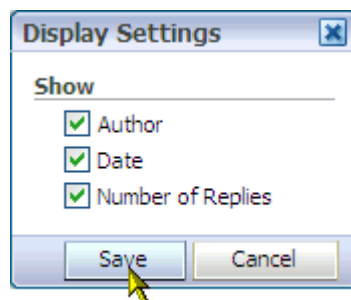 Display Settings
Show
Author
Date
Number of Replies
Save Cancel